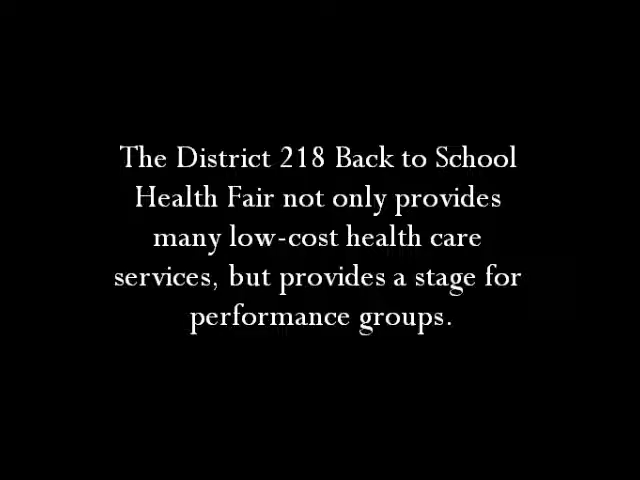 The District 218 Back to School
Health Fair not only provides
many low-cost health care
services, but provides a stage for
performance groups.